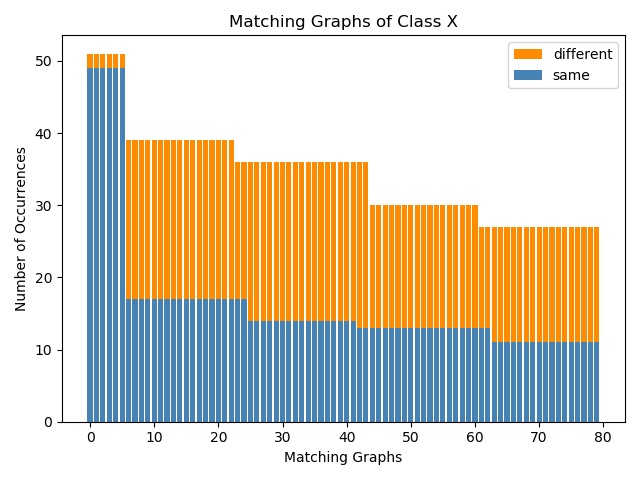 Matching Graphs of Class X
different
same
Number of Occurrences
50
40
30
20
10
0
0 10 20 30 40 50 60 70 80
Matching Graphs